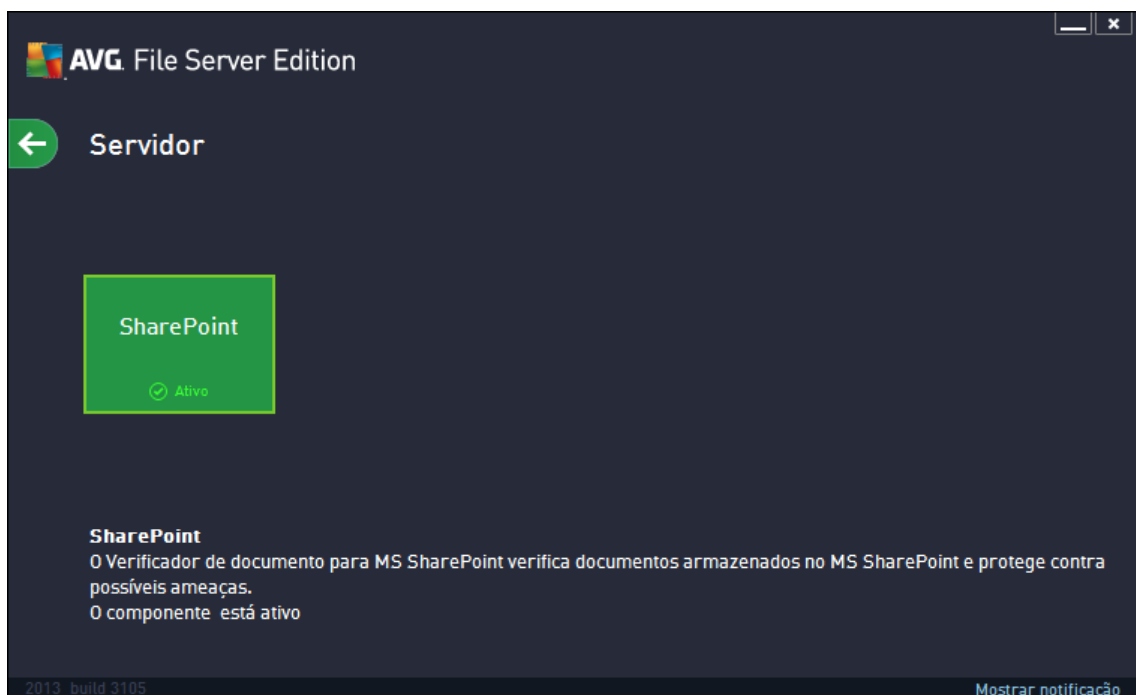 AVG. File Server Edition
Servidor
SharePoint
Ativo
SharePoint
O Verificador de documento para MS SharePoint verifica documentos armazenados no MS SharePoint e protege contra
possíveis ameaças.
O componente está ativo
2013 build 3105
Mostrar notificação